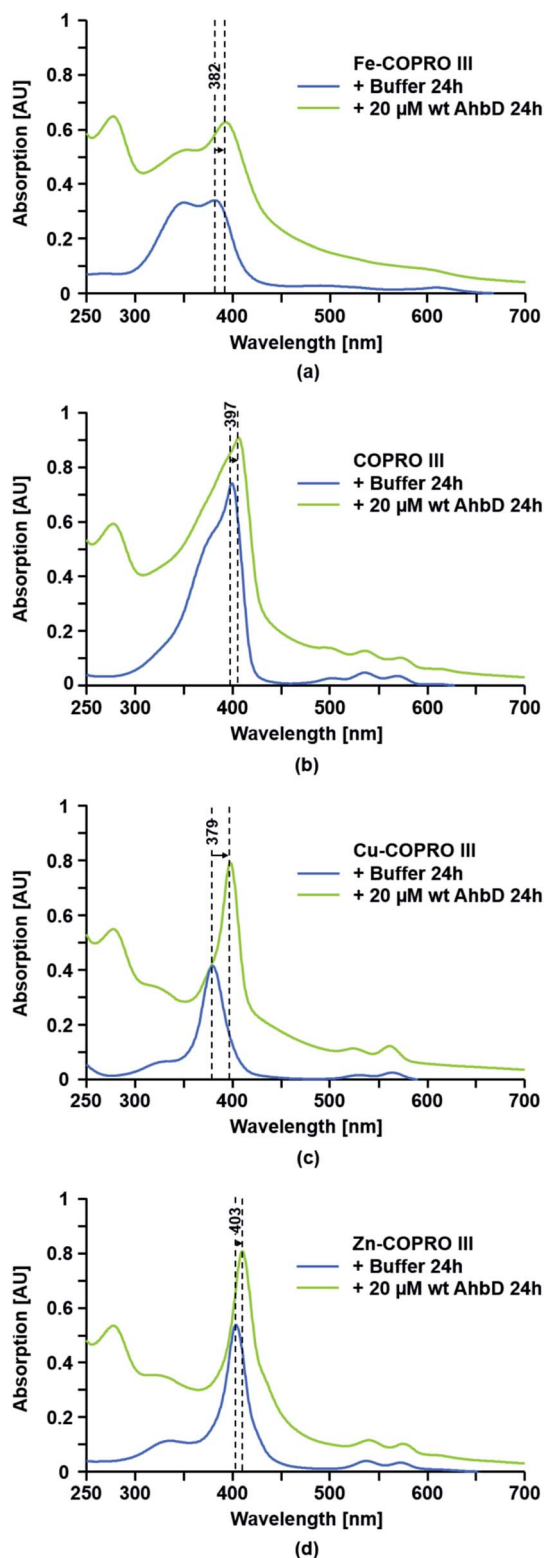 Fe-COPRO III
+ Buffer 24h
+ 20 µM wt AhbD 24h
382
Absorption [AU]
1
0.8
0.6
0.4
0.2
0
250 300 400 500 600 700
Wavelength [nm]
(a)
COPRO III
+ Buffer 24h
+ 20 µM wt AhbD 24h
397
Absorption [AU]
1
0.8
0.6
0.4
0.2
0
250 300 400 500 600 700
Wavelength [nm]
(b)
Cu-COPRO III
+ Buffer 24h
+ 20 µM wt AhbD 24h
379
Absorption [AU]
1
0.8
0.6
0.4
0.2
0
250 300 400 500 600 700
Wavelength [nm]
(c)
Zn-COPRO III
+ Buffer 24h
+ 20 µM wt AhbD 24h
403
Absorption [AU]
1
0.8
0.6
0.4
0.2
0
250 300 400 500 600 700
Wavelength [nm]
(d)